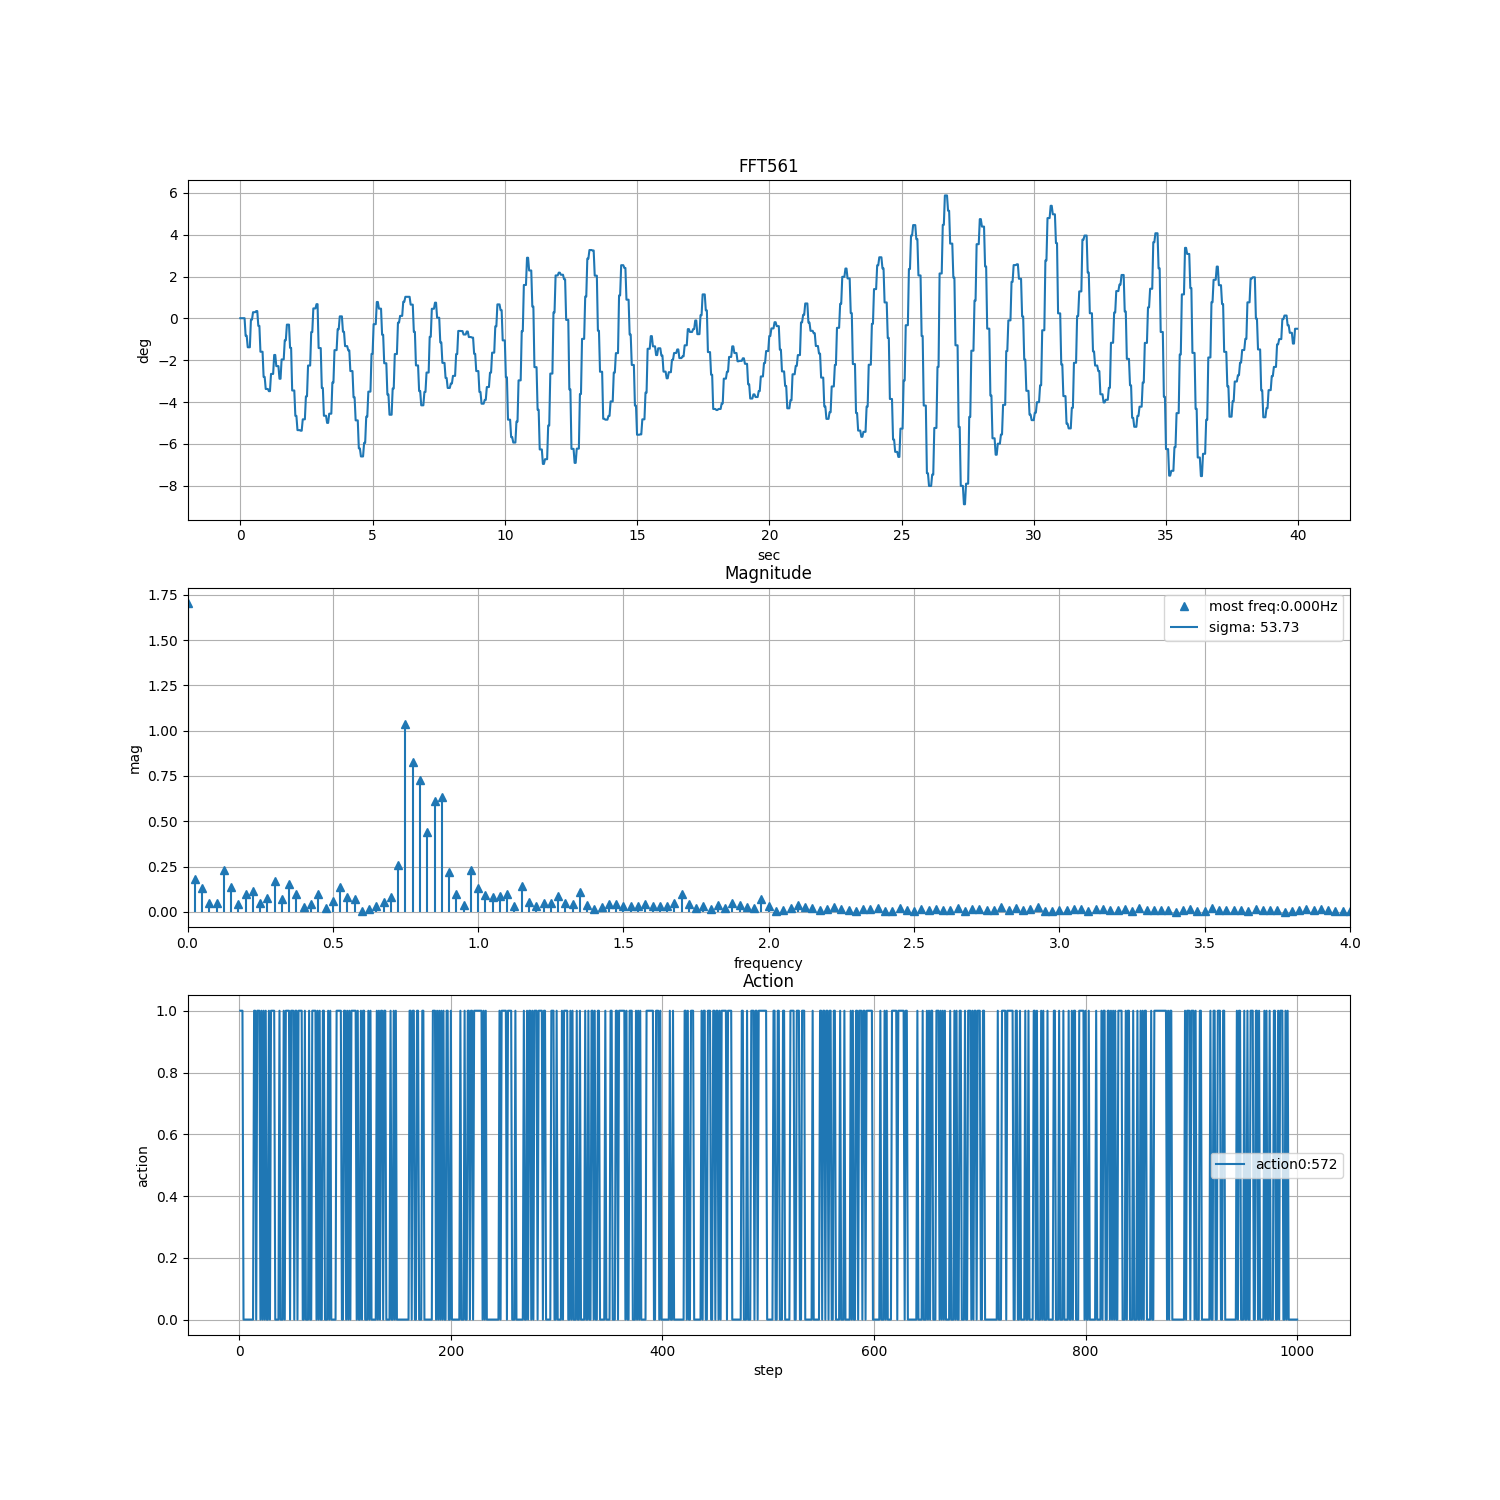 FFT561
6
4
2
0
−2
−4
−6
−8
deg
0 5 10 15 20 25 30 35 40
sec
Magnitude
1.75
1.50
1.25
1.00
0.75
0.50
0.25
0.00
mag
most freq:0.000Hz
sigma: 53.73
0.0 0.5 1.0 1.5 2.0 2.5 3.0 3.5 4.0
frequency
Action
1.0
0.8
0.6
0.4
0.2
0.0
action
action0:572
0 200 400 600 800 1000
step